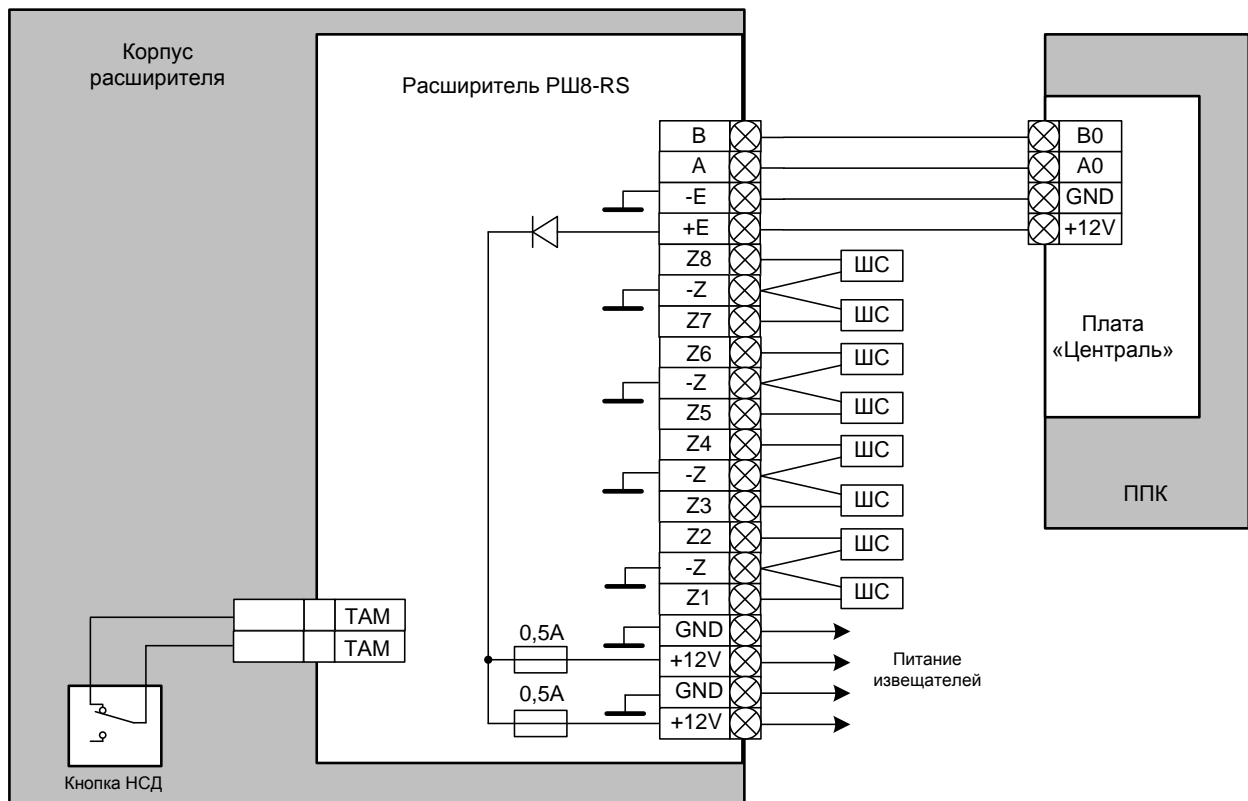 Корпус
расширителя
Расширитель РШ8-RS
B
A
-E
+E
Z8
-Z
Z7
Z6
-Z
Z5
Z4
-Z
Z3
Z2
-Z
Z1
GND
+12V
GND
+12V
0,5А
0,5А
ТАМ
ТАМ
Кнопка НСД
ШС
ШС
ШС
ШС
ШС
ШС
ШС
ШС
Питание
извещателей
B0
A0
GND
+12V
Плата
«Централь»
ППК